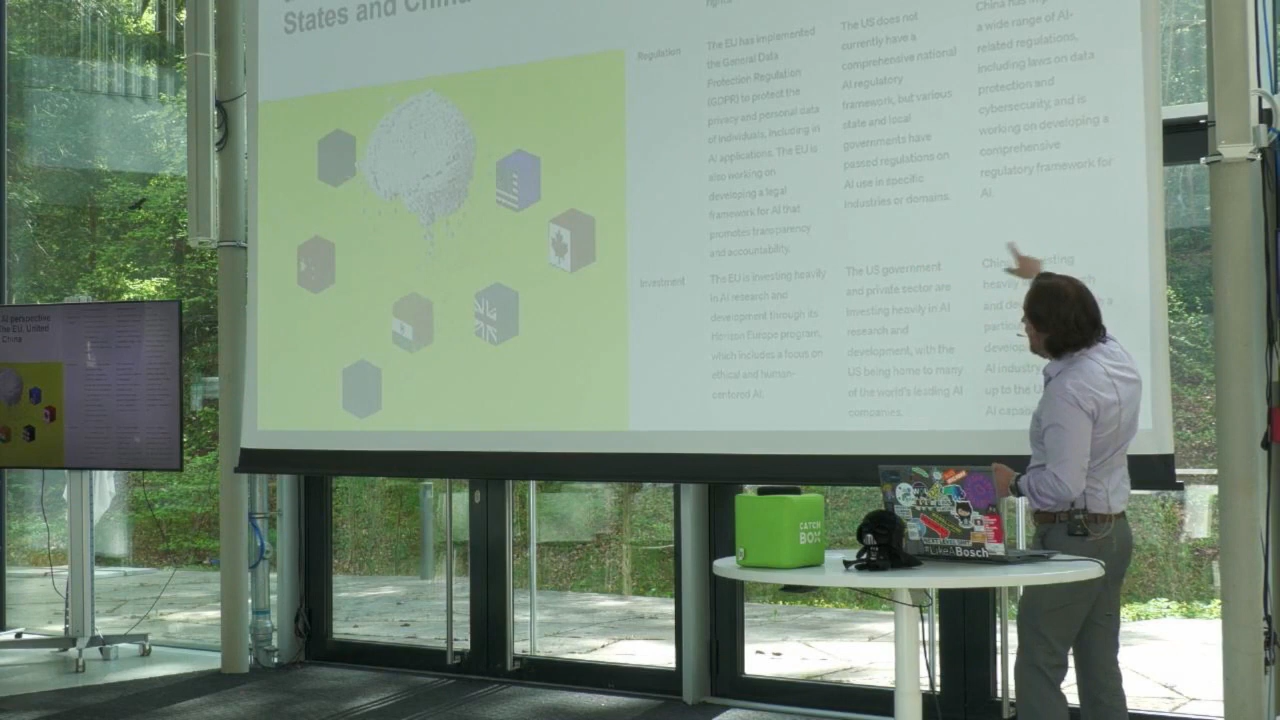 States and China
rights
Regulation
The EU has implemented
the General Data
Protection Regulation
(GDPR) to protect the
privacy and personal data
of individuals, including in
AI applications. The EU is
also working on
developing a legal
framework for AI that
promotes transparency
and accountability.
The US does not
currently have a
comprehensive national
AI regulatory
framework, but various
state and local
governments have
passed regulations on
AI use in specific
industries or domains.
China has
a wide range of AI-
related regulations,
including laws on data
protection and
cybersecurity, and is
working on developing a
comprehensive
regulatory framework for
AI.
Investment
The EU is investing heavily
in AI research and
development through its
Horizon Europe program,
which includes a focus on
ethical and human-
centered AI.
The US government
and private sector are
investing heavily in AI
research and
development, with the
US being home to many
of the world's leading AI
companies.
heavily
and
AI industry
up to the
AI
AI perspective
The EU, United
China
CATCH
BOX
#LikeABosch